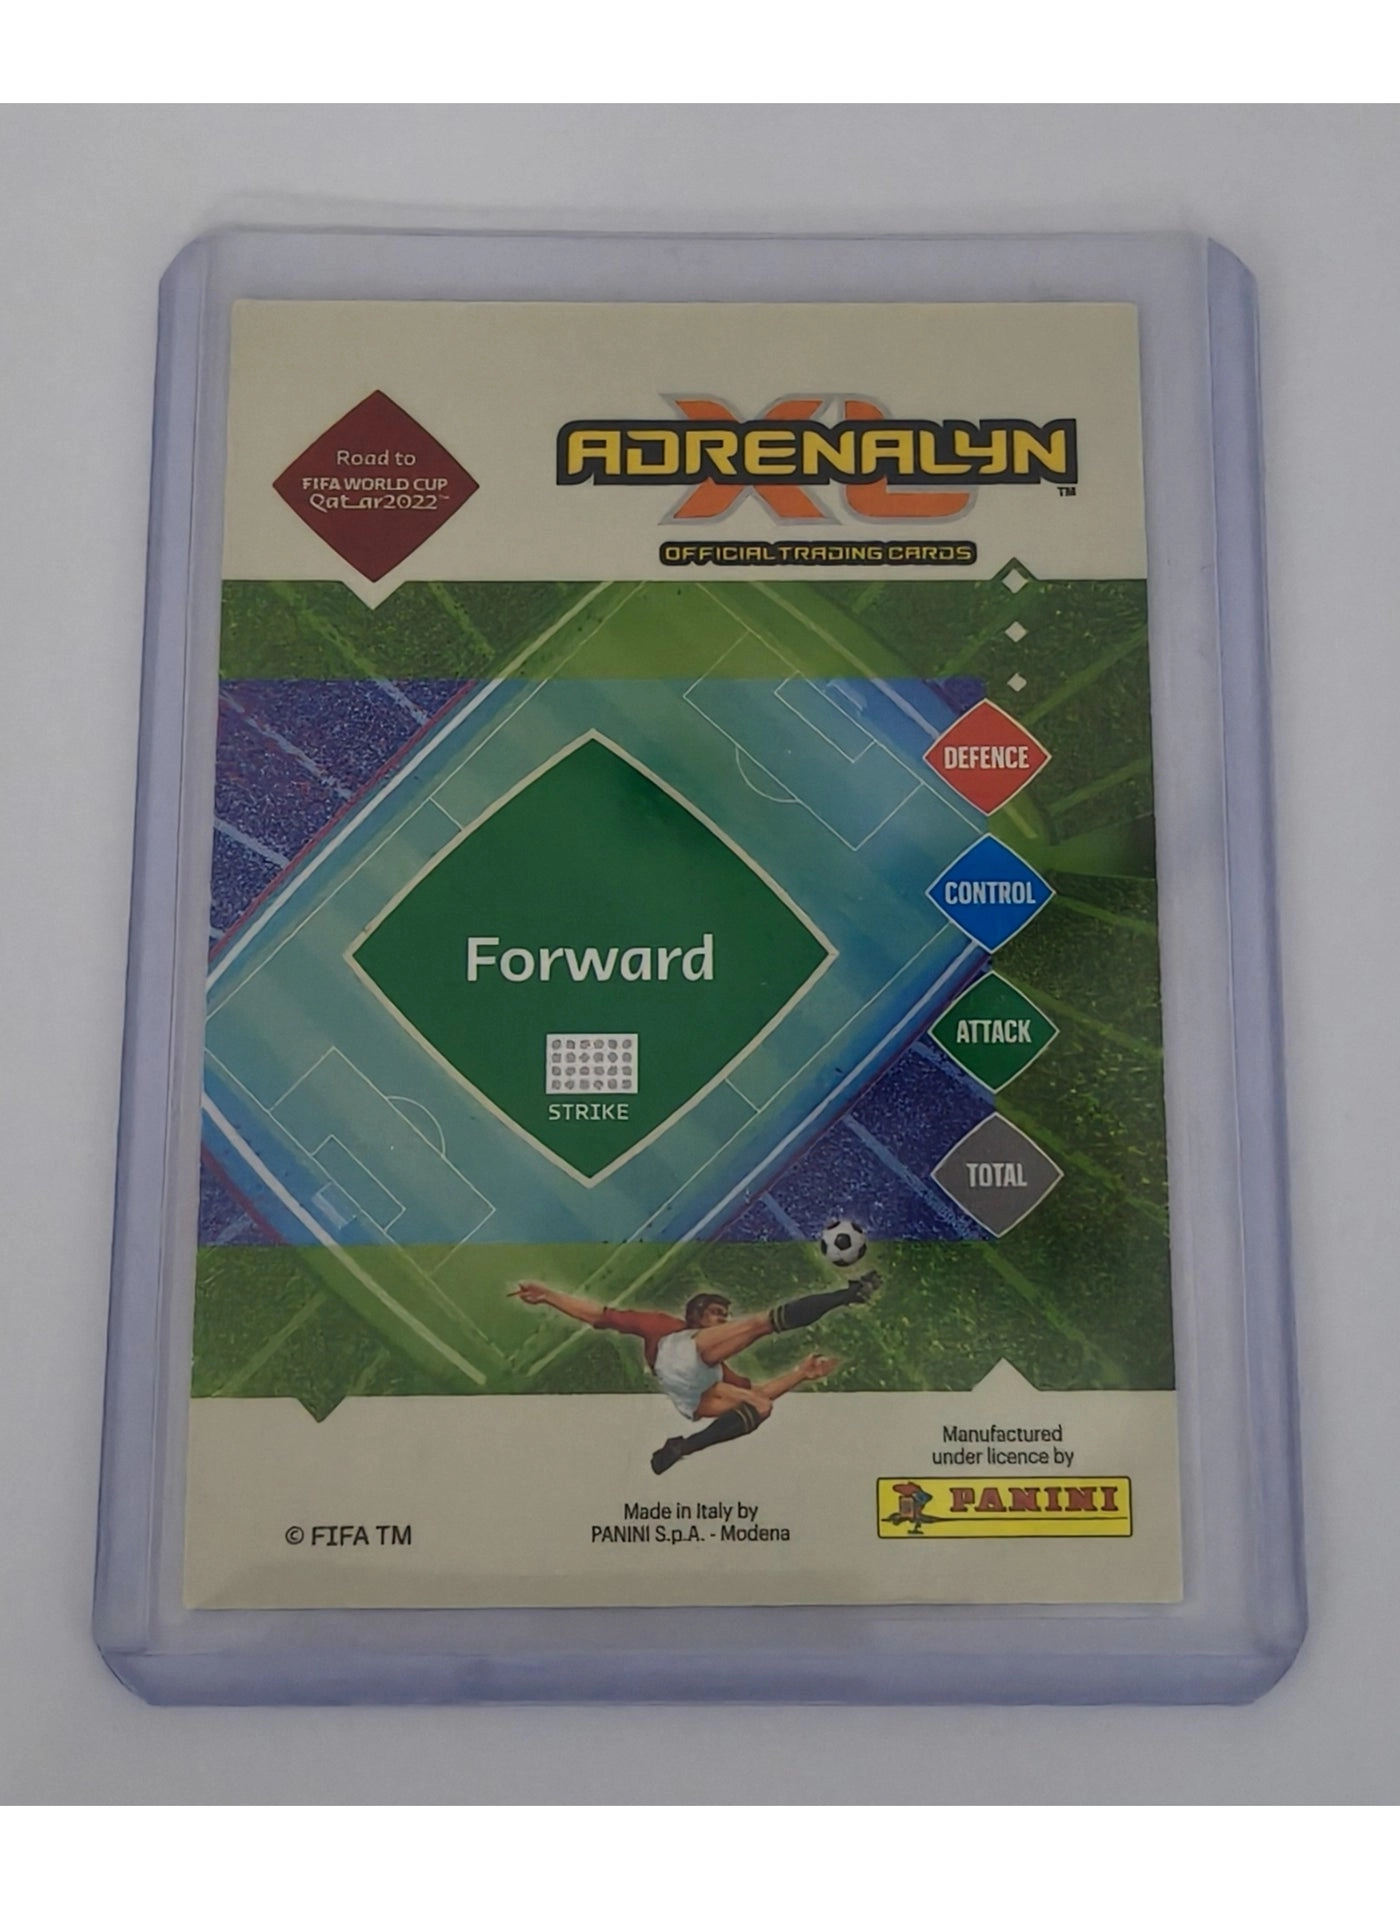 Road to
FIFA WORLD CUP
Qatar2022™
ADRENALYN
XL
™
OFFICIAL TRADING CARDS
DEFENCE
CONTROL
Forward
ATTACK
STRIKE
TOTAL
Manufactured
under licence by
PANINI
Made in Italy by
PANINI S.p.A. - Modena
© FIFA TM